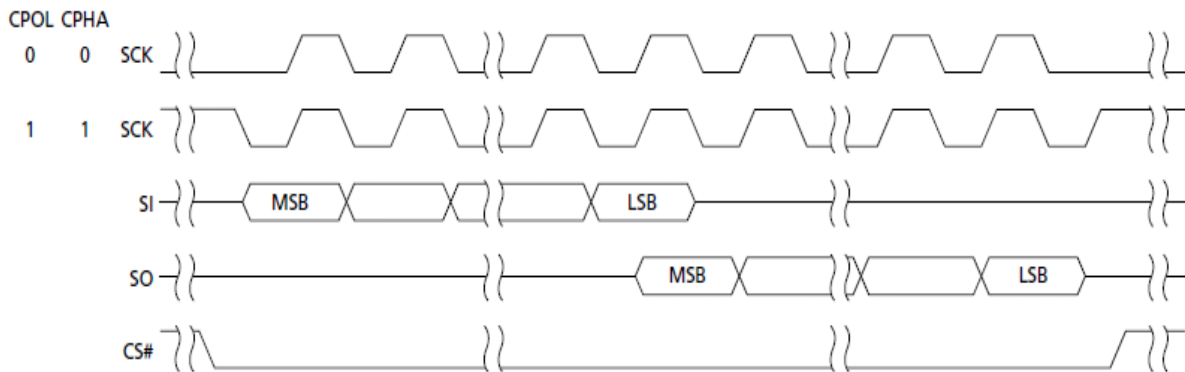 CPOL CPHA
0 0 SCK
1 1 SCK
SI MSB LSB
SO MSB LSB
CS#